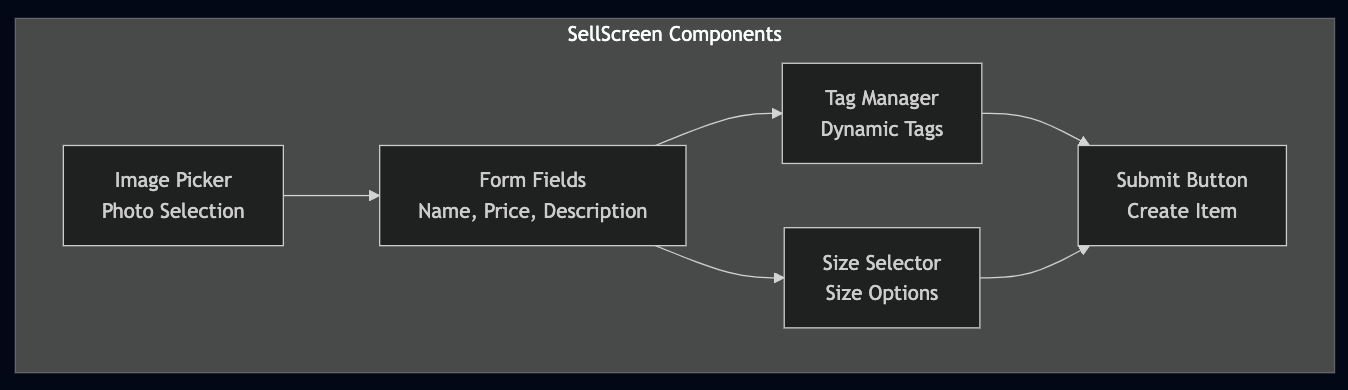 SellScreen Components
Image Picker
Photo Selection
Form Fields
Name, Price, Description
Tag Manager
Dynamic Tags
Size Selector
Size Options
Submit Button
Create Item